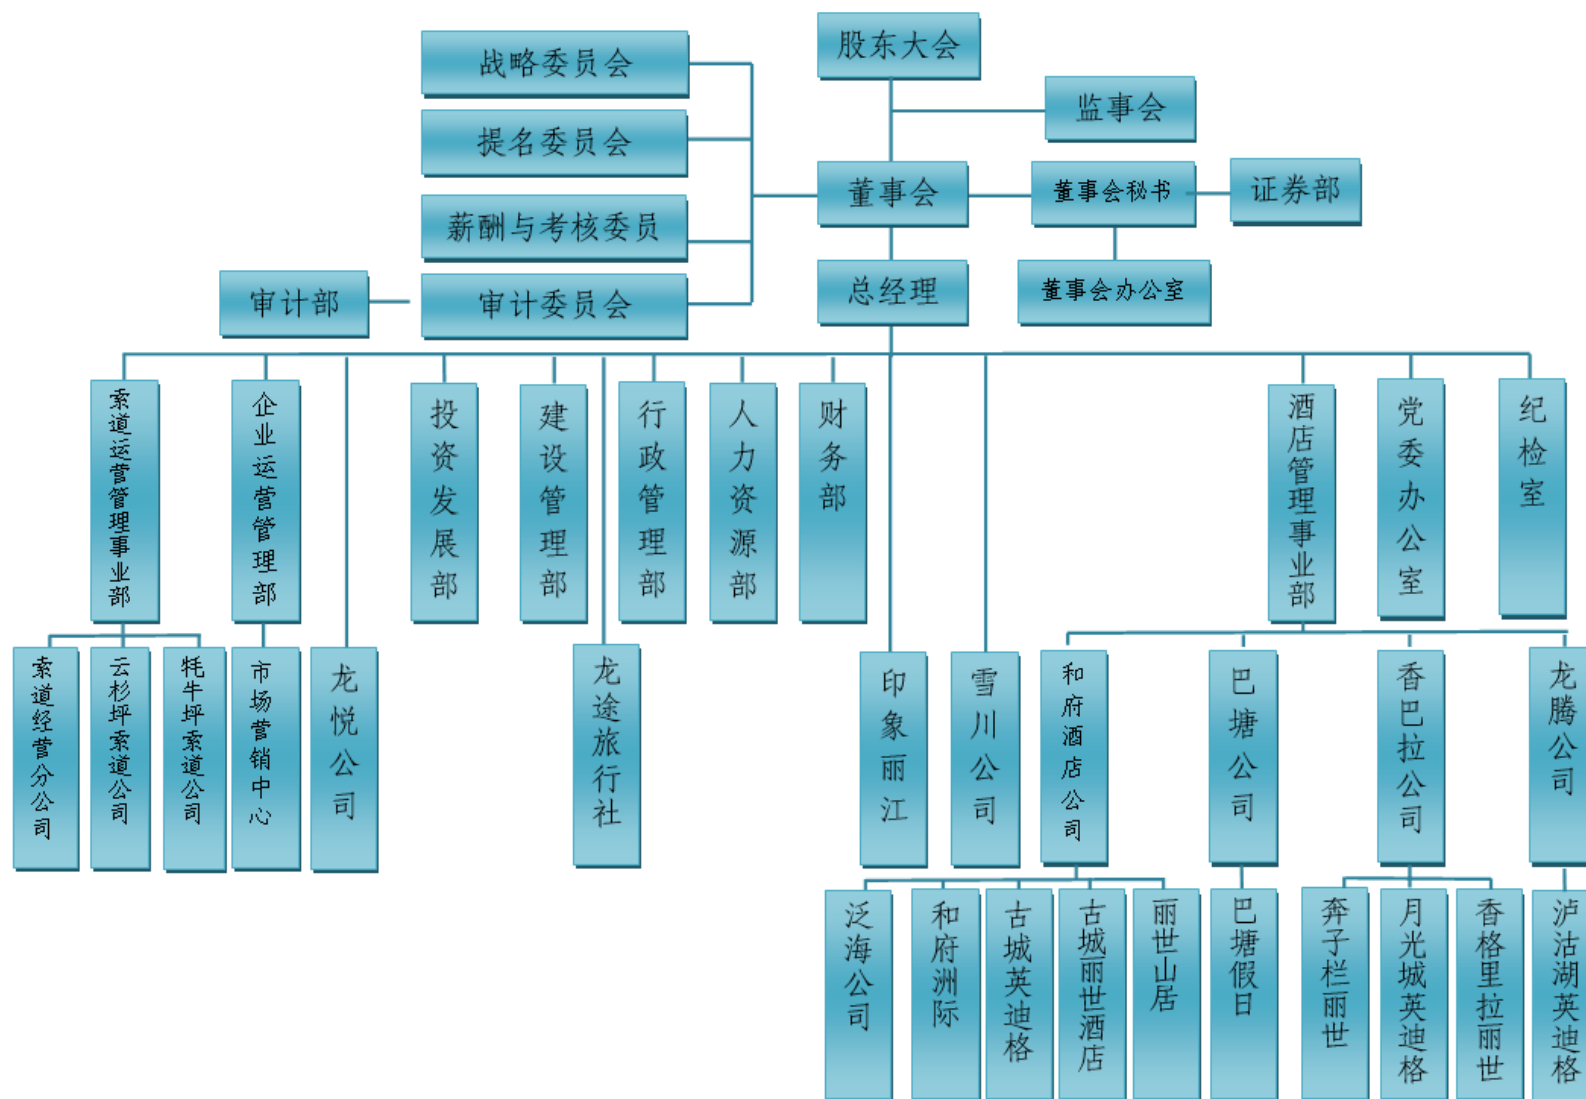 股东大会
战略委员会
监事会
提名委员会
董事会
董事会秘书
证券部
薪酬与考核委员
总经理
董事会办公室
审计部
审计委员会
索道运营管理事业部
企业运营管理部
投资发展部
建设管理部
行政管理部
人力资源部
财务部
酒店管理事业部
党委办公室
纪检室
索道经营分公司
云杉坪索道公司
牦牛坪索道公司
市场营销中心
龙悦公司
龙途旅行社
印象丽江
雪川公司
和府酒店公司
巴塘公司
香巴拉公司
龙腾公司
泛海公司
和府洲际
古城英迪格
古城丽世酒店
丽世山居
巴塘假日
奔子栏丽世
月光城英迪格
香格里拉丽世
泸沽湖英迪格